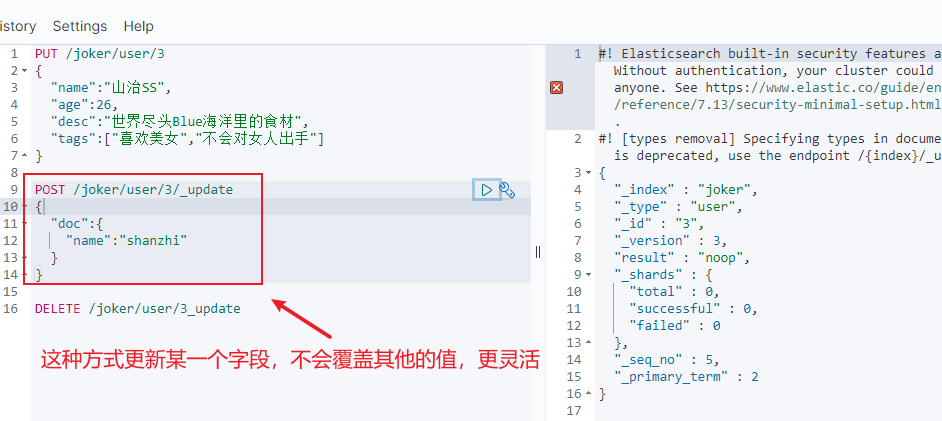 istory Settings Help
1 PUT /joker/user/3
2 {
3 "name":"山治SS",
4 "age":26,
5 "desc":"世界尽头Blue海洋里的食材",
6 "tags":["喜欢美女","不会对女人出手"]
7 }
8
9 POST /joker/user/3/_update
10 {
11 "doc":{
12 "name":"shanzhi"
13 }
14 }
15
16 DELETE /joker/user/3_update
这种方式更新某一个字段，不会覆盖其他的值，更灵活
1 #! Elasticsearch built-in security features a
Without authentication, your cluster could
anyone. See https://www.elastic.co/guide/en
/reference/7.13/security-minimal-setup.html
.
2 #! [types removal] Specifying types in docume
is deprecated, use the endpoint /{index}/_u
3 {
4 "_index" : "joker",
5 "_type" : "user",
6 "_id" : "3",
7 "_version" : 3,
8 "result" : "noop",
9 "_shards" : {
10 "total" : 0,
11 "successful" : 0,
12 "failed" : 0
13 },
14 "_seq_no" : 5,
15 "_primary_term" : 2
16 }
17